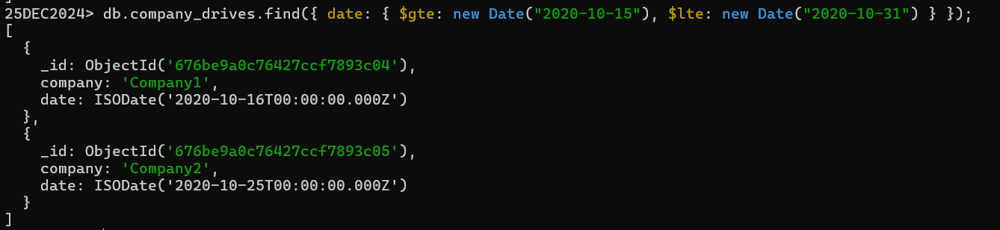 25DEC2024> db.company_drives.find({ date: { $gte: new Date("2020-10-15"), $lte: new Date("2020-10-31") } });
[
  {
    _id: ObjectId('676be9a0c76427ccf7893c04'),
    company: 'Company1',
    date: ISODate('2020-10-16T00:00:00.000Z')
  },
  {
    _id: ObjectId('676be9a0c76427ccf7893c05'),
    company: 'Company2',
    date: ISODate('2020-10-25T00:00:00.000Z')
  }
]